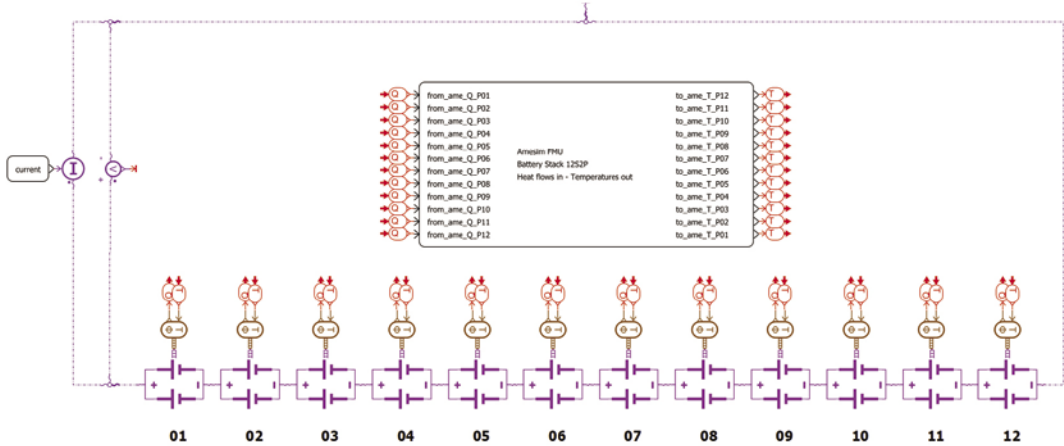 from_ame_Q_P01 to_ame_T_P12
from_ame_Q_P02 to_ame_T_P11
from_ame_Q_P03 to_ame_T_P10
from_ame_Q_P04 to_ame_T_P09
from_ame_Q_P05 to_ame_T_P08
from_ame_Q_P06 to_ame_T_P07
from_ame_Q_P07 to_ame_T_P06
from_ame_Q_P08 to_ame_T_P05
from_ame_Q_P09 to_ame_T_P04
from_ame_Q_P10 to_ame_T_P03
from_ame_Q_P11 to_ame_T_P02
from_ame_Q_P12 to_ame_T_P01
Amesim FMU
Battery Stack 12S2P
Heat flows in - Temperatures out
current
I
V
Q Q Q Q Q Q Q Q Q Q Q Q
T T T T T T T T T T T T
Q T Q T Q T Q T Q T Q T Q T Q T Q T Q T Q T Q T
Φ T Φ T Φ T Φ T Φ T Φ T Φ T Φ T Φ T Φ T Φ T Φ T
+ - + - + - + - + - + - + - + - + - + - + - + -
01 02 03 04 05 06 07 08 09 10 11 12